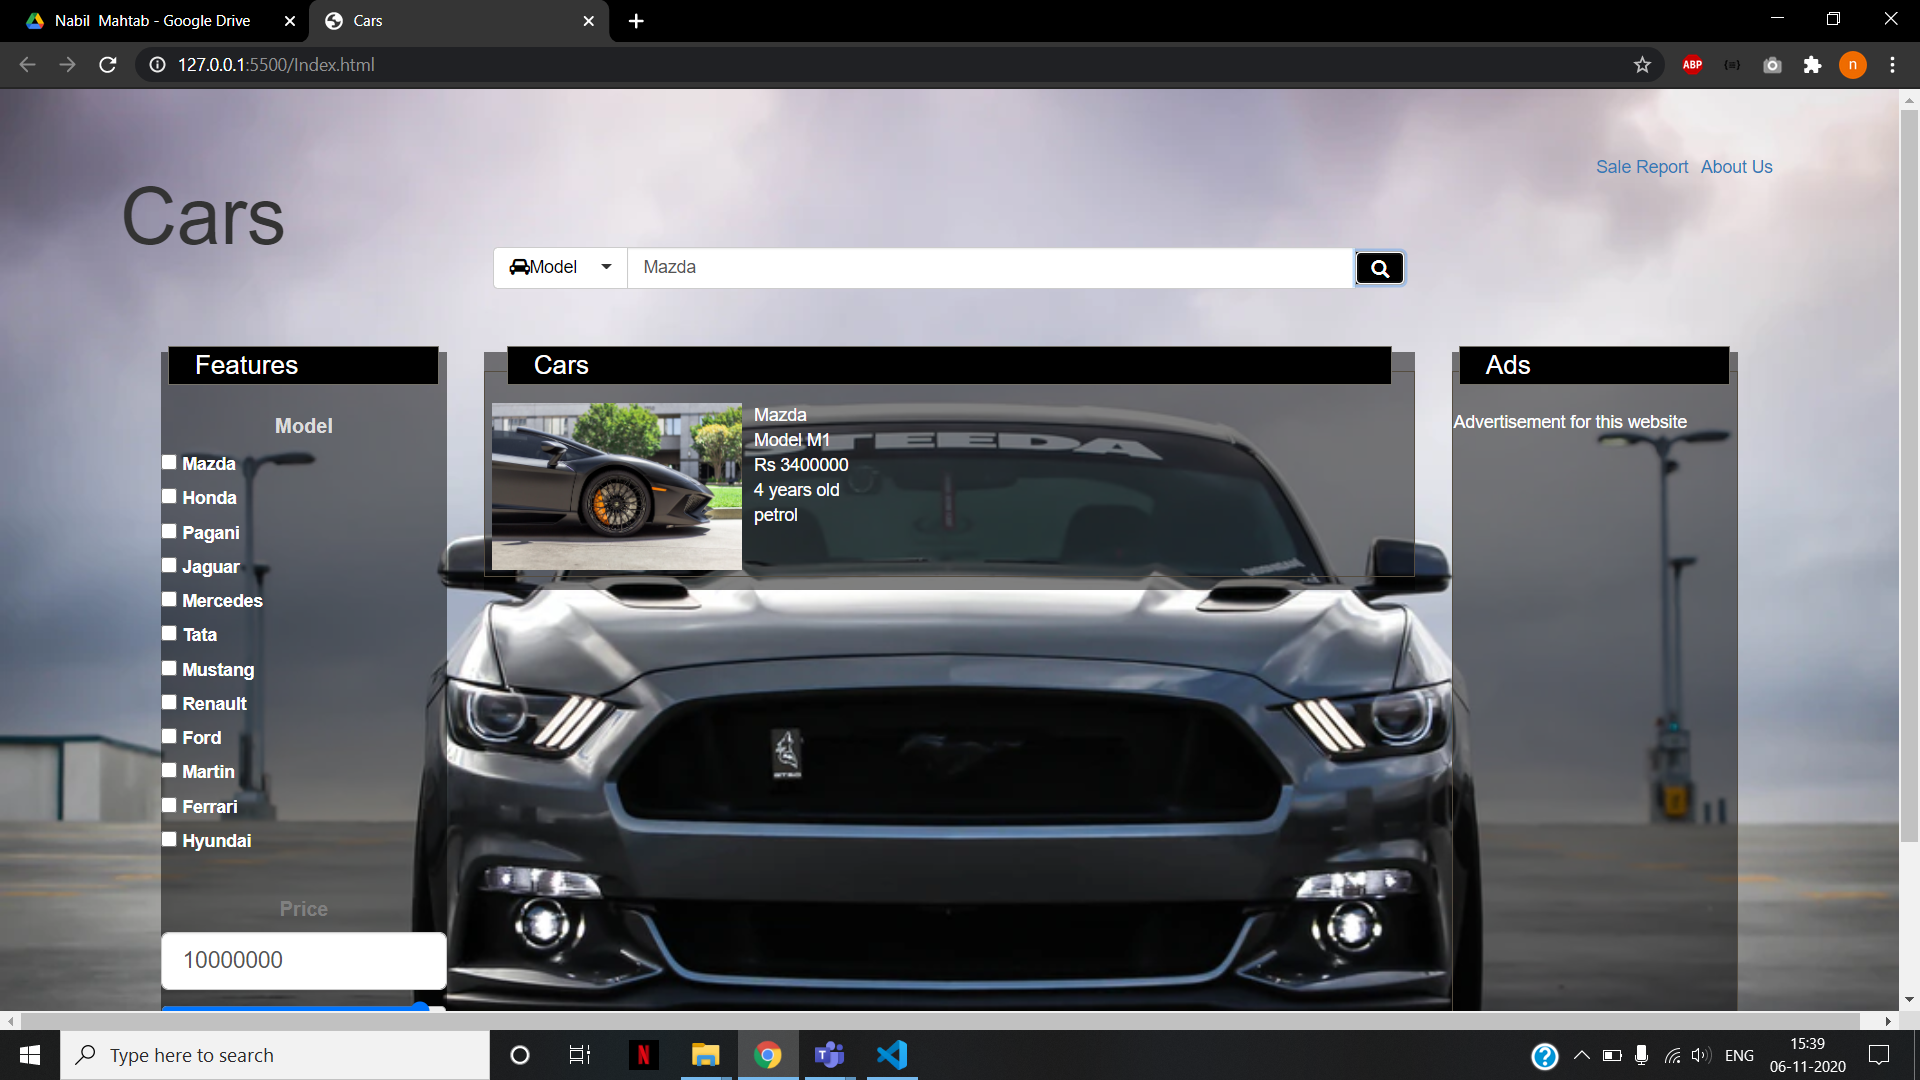 Nabil  Mahtab - Google Drive
Cars
127.0.0.1:5500/Index.html
ABP
n
Sale Report
About Us
Cars
Model
Mazda
Features
Model
Mazda
Honda
Pagani
Jaguar
Mercedes
Tata
Mustang
Renault
Ford
Martin
Ferrari
Hyundai
Price
10000000
Cars
Mazda
Model M1
Rs 3400000
4 years old
petrol
STEEDA
Ads
Advertisement for this website
Type here to search
N
T
?
ENG
15:39
06-11-2020